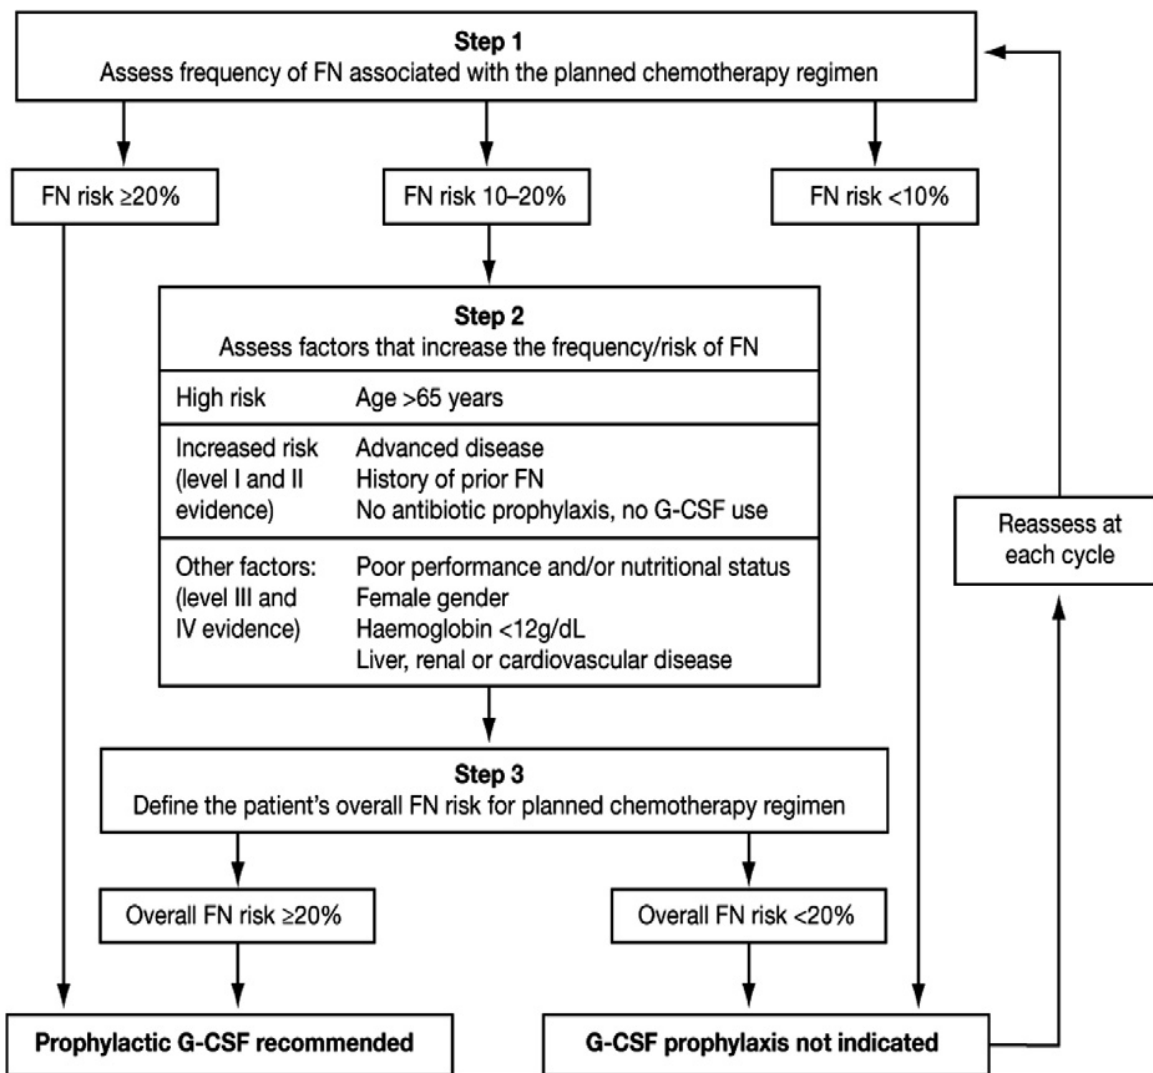 Step 1
Assess frequency of FN associated with the planned chemotherapy regimen
FN risk ≥20%
FN risk 10–20%
FN risk <10%
Step 2
Assess factors that increase the frequency/risk of FN
High risk Age >65 years
Increased risk Advanced disease
(level I and II History of prior FN
evidence) No antibiotic prophylaxis, no G-CSF use
Other factors: Poor performance and/or nutritional status
(level III and Female gender
IV evidence) Haemoglobin <12g/dL
Liver, renal or cardiovascular disease
Reassess at
each cycle
Step 3
Define the patient's overall FN risk for planned chemotherapy regimen
Overall FN risk ≥20%
Overall FN risk <20%
Prophylactic G-CSF recommended
G-CSF prophylaxis not indicated